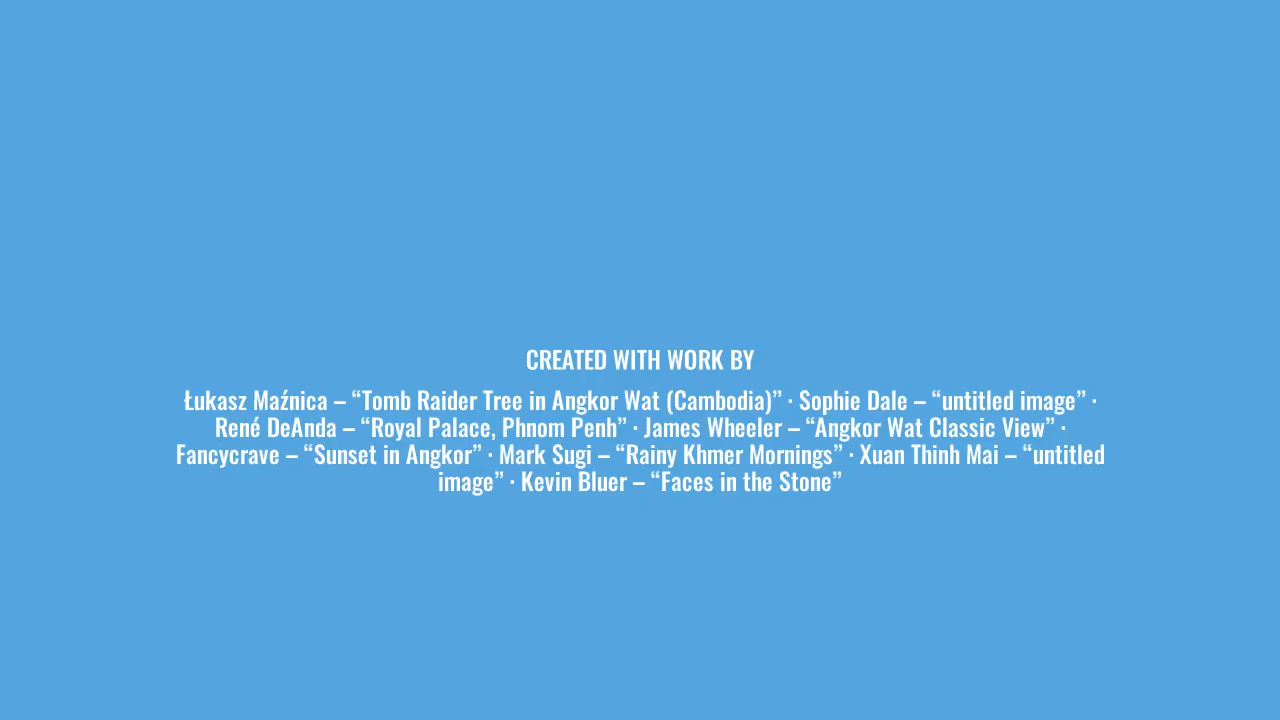 CREATED WITH WORK BY
Łukasz Maźnica – “Tomb Raider Tree in Angkor Wat (Cambodia)” · Sophie Dale – “untitled image” ·
René DeAnda – “Royal Palace, Phnom Penh” · James Wheeler – “Angkor Wat Classic View” ·
Fancycrave – “Sunset in Angkor” · Mark Sugi – “Rainy Khmer Mornings” · Xuan Thinh Mai – “untitled
image” · Kevin Bluer – “Faces in the Stone”